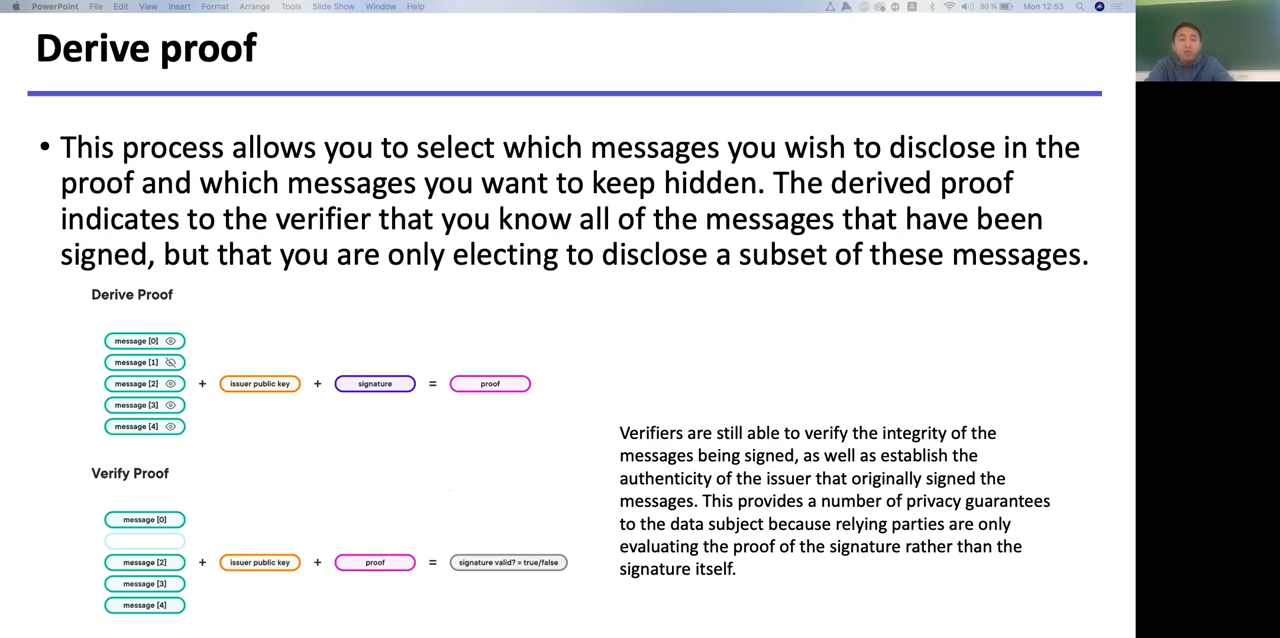 PowerPoint File Edit View Insert Format Arrange Tools Slide Show Window Help 80 % Mon 12:53
Derive proof
• This process allows you to select which messages you wish to disclose in the
proof and which messages you want to keep hidden. The derived proof
indicates to the verifier that you know all of the messages that have been
signed, but that you are only electing to disclose a subset of these messages.
Derive Proof
message [0]
message [1]
message [2] + issuer public key + signature = proof
message [3]
message [4]
Verifiers are still able to verify the integrity of the
messages being signed, as well as establish the
authenticity of the issuer that originally signed the
messages. This provides a number of privacy guarantees
to the data subject because relying parties are only
evaluating the proof of the signature rather than the
signature itself.
Verify Proof
message [0]
message [2] + issuer public key + proof = signature valid? = true/false
message [3]
message [4]